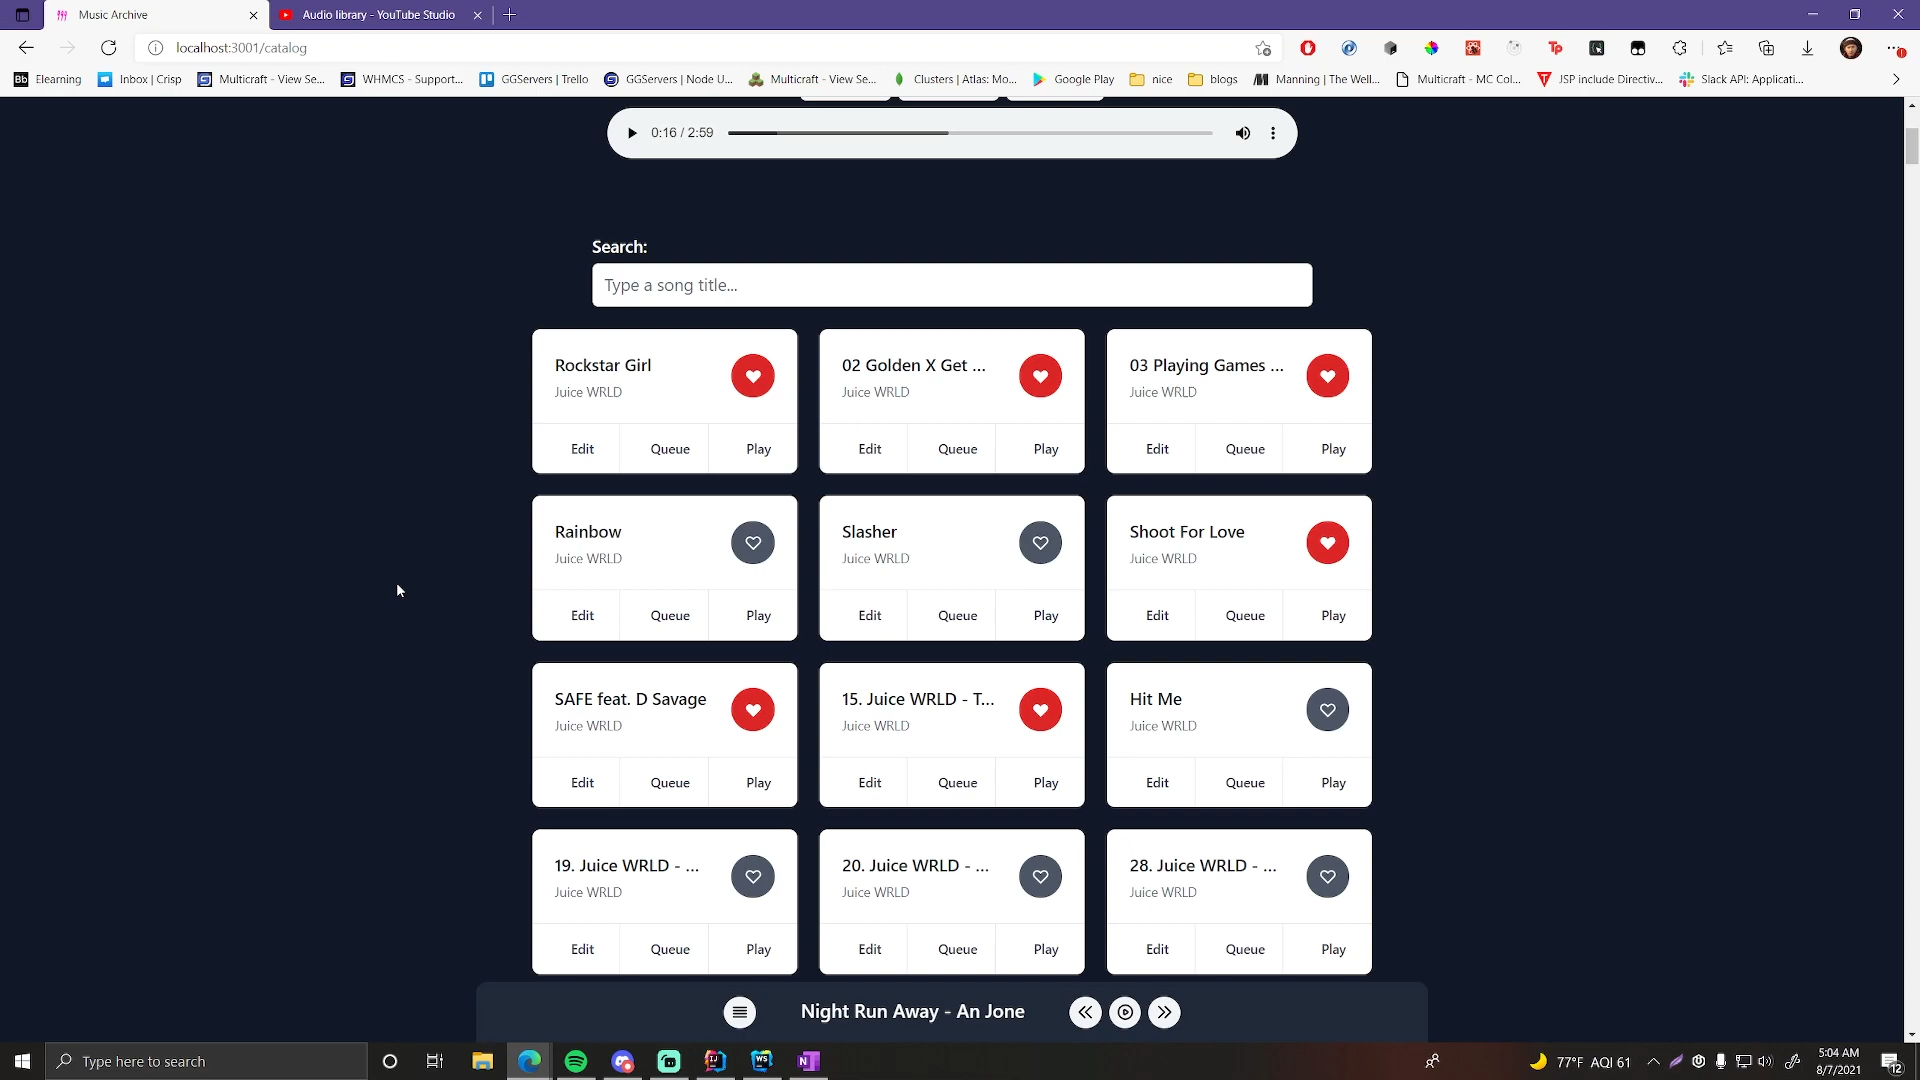 Music Archive
Audio library - YouTube Studio
localhost:3001/catalog
Bb Elearning
Inbox | Crisp
Multicraft - View Se...
WHMCS - Support...
GGServers | Trello
GGServers | Node U...
Multicraft - View Se...
Clusters | Atlas: Mo...
Google Play
nice
blogs
Manning | The Well...
Multicraft - MC Col...
JSP include Directiv...
Slack API: Applicati...
0:16 / 2:59
Search:
Type a song title...
Rockstar Girl
Juice WRLD
Edit Queue Play
02 Golden X Get ...
Juice WRLD
Edit Queue Play
03 Playing Games ...
Juice WRLD
Edit Queue Play
Rainbow
Juice WRLD
Edit Queue Play
Slasher
Juice WRLD
Edit Queue Play
Shoot For Love
Juice WRLD
Edit Queue Play
SAFE feat. D Savage
Juice WRLD
Edit Queue Play
15. Juice WRLD - T...
Juice WRLD
Edit Queue Play
Hit Me
Juice WRLD
Edit Queue Play
19. Juice WRLD - ...
Juice WRLD
Edit Queue Play
20. Juice WRLD - ...
Juice WRLD
Edit Queue Play
28. Juice WRLD - ...
Juice WRLD
Edit Queue Play
Night Run Away - An Jone
Type here to search
77°F AQI 61
5:04 AM
8/7/2021
12